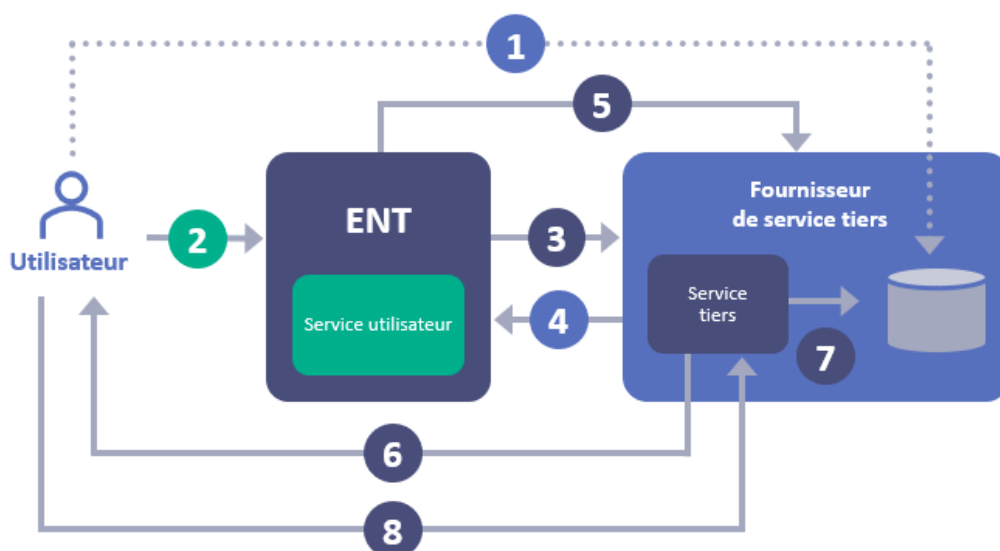 1
5
Fournisseur
de service tiers
ENT
2
3
Utilisateur
Service
tiers
Service utilisateur
4
7
6
8